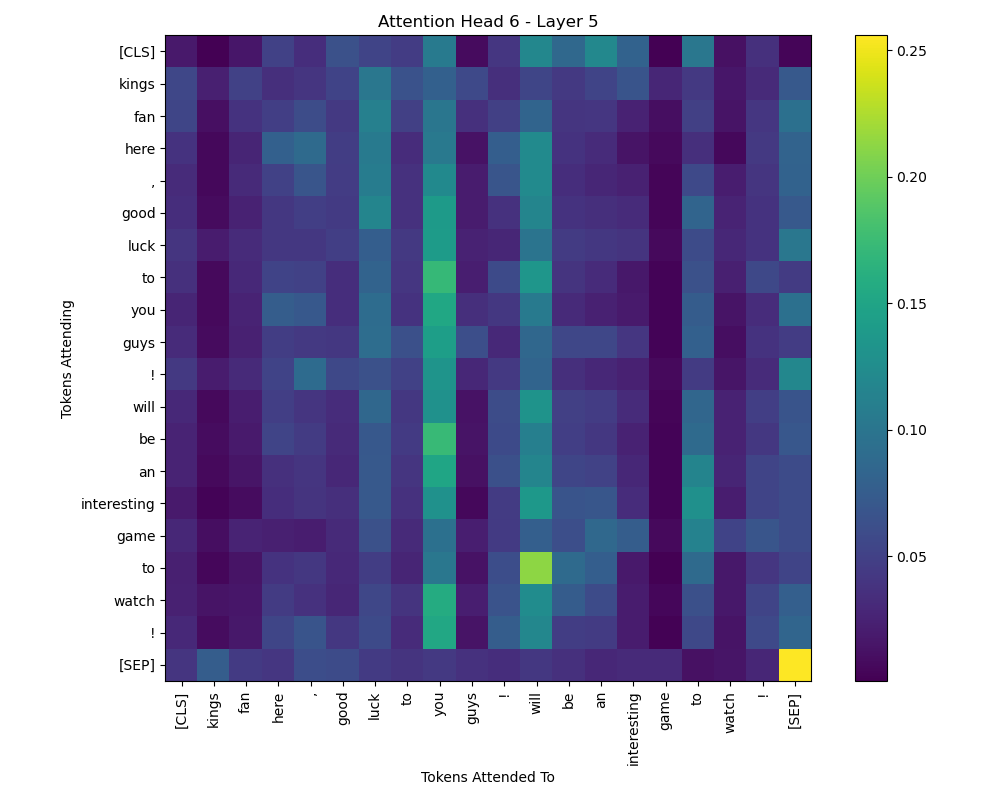 Attention Head 6 - Layer 5
Tokens Attending
[CLS]
kings
fan
here
,
good
luck
to
you
guys
!
will
be
an
interesting
game
to
watch
!
[SEP]
[CLS]
kings
fan
here
,
good
luck
to
you
guys
!
will
be
an
interesting
game
to
watch
!
[SEP]
Tokens Attended To
0.25
0.20
0.15
0.10
0.05